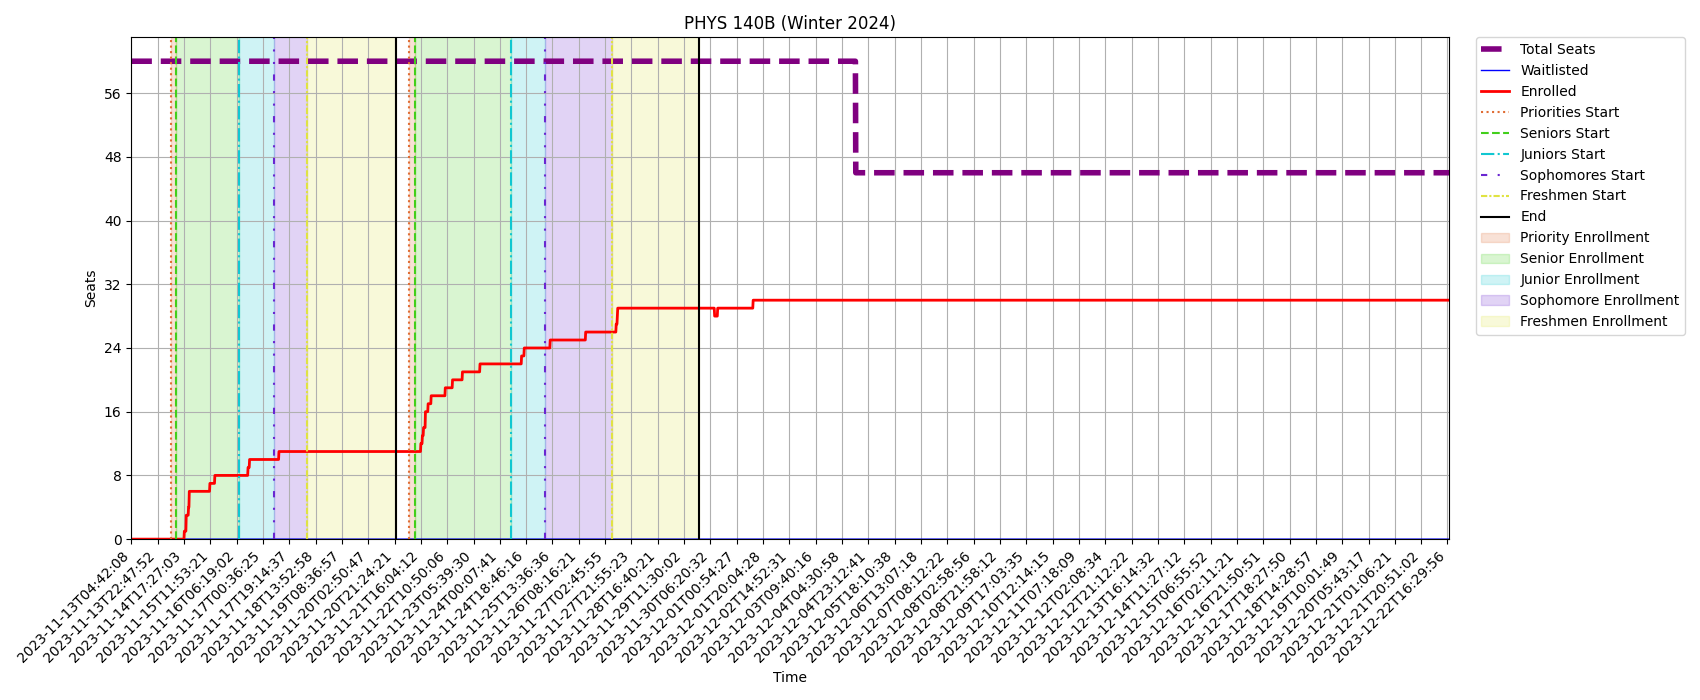 PHYS 140B (Winter 2024)
Seats
56
48
40
32
24
16
8
0
2023-11-13T04:42:08
2023-11-13T22:47:52
2023-11-14T17:27:03
2023-11-15T11:53:21
2023-11-16T06:19:02
2023-11-17T00:36:25
2023-11-17T19:14:37
2023-11-18T13:52:58
2023-11-19T08:36:57
2023-11-20T02:50:47
2023-11-20T21:24:21
2023-11-21T16:04:12
2023-11-22T10:50:06
2023-11-23T05:39:30
2023-11-24T00:07:41
2023-11-24T18:46:16
2023-11-25T13:36:36
2023-11-26T08:16:21
2023-11-27T02:45:55
2023-11-27T21:55:23
2023-11-28T16:40:21
2023-11-29T11:30:02
2023-11-30T06:20:32
2023-12-01T00:54:27
2023-12-01T20:04:28
2023-12-02T14:52:31
2023-12-03T09:40:16
2023-12-04T04:30:58
2023-12-04T23:12:41
2023-12-05T18:10:38
2023-12-06T13:07:18
2023-12-07T08:12:22
2023-12-08T02:58:56
2023-12-08T21:58:12
2023-12-09T17:03:35
2023-12-10T12:14:15
2023-12-11T07:18:09
2023-12-12T02:08:34
2023-12-12T21:12:22
2023-12-13T16:14:32
2023-12-14T11:27:12
2023-12-15T06:55:52
2023-12-16T02:11:21
2023-12-16T21:50:51
2023-12-17T18:27:50
2023-12-18T14:28:57
2023-12-19T10:01:49
2023-12-20T05:43:17
2023-12-21T01:06:21
2023-12-21T20:51:02
2023-12-22T16:29:56
Time
Total Seats
Waitlisted
Enrolled
Priorities Start
Seniors Start
Juniors Start
Sophomores Start
Freshmen Start
End
Priority Enrollment
Senior Enrollment
Junior Enrollment
Sophomore Enrollment
Freshmen Enrollment